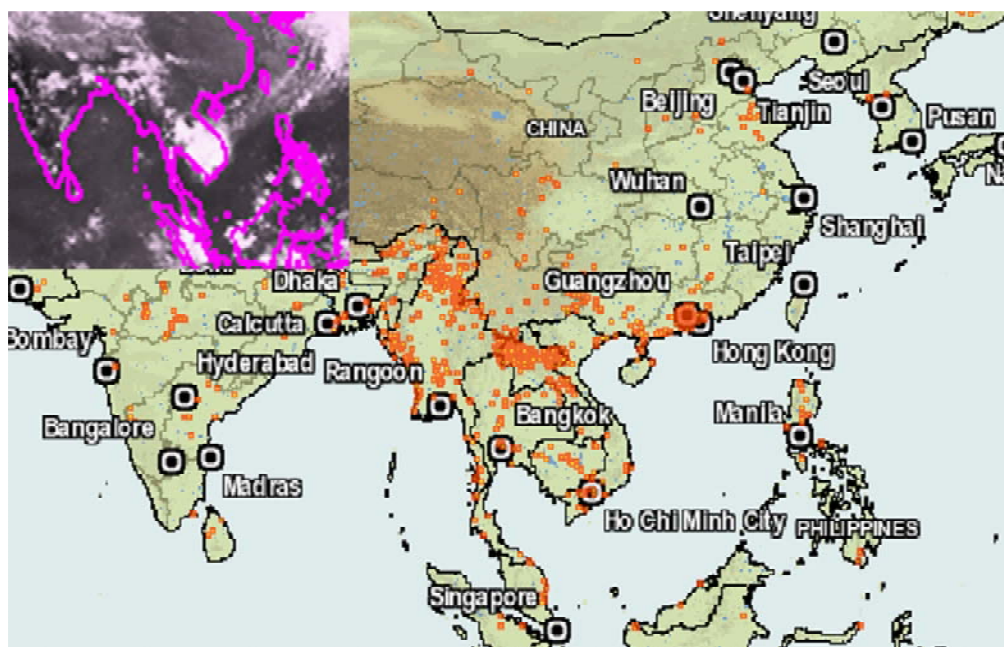 Shenyang
Seoul
Beijing
Tianjin
Pusan
CHINA
Wuhan
Shanghai
Taipei
Dhaka
Guangzhou
Calcutta
Bombay
Hyderabad
Rangoon
Hong Kong
Bangkok
Manila
Bangalore
Madras
Ho Chi Minh City
PHILIPPINES
Singapore